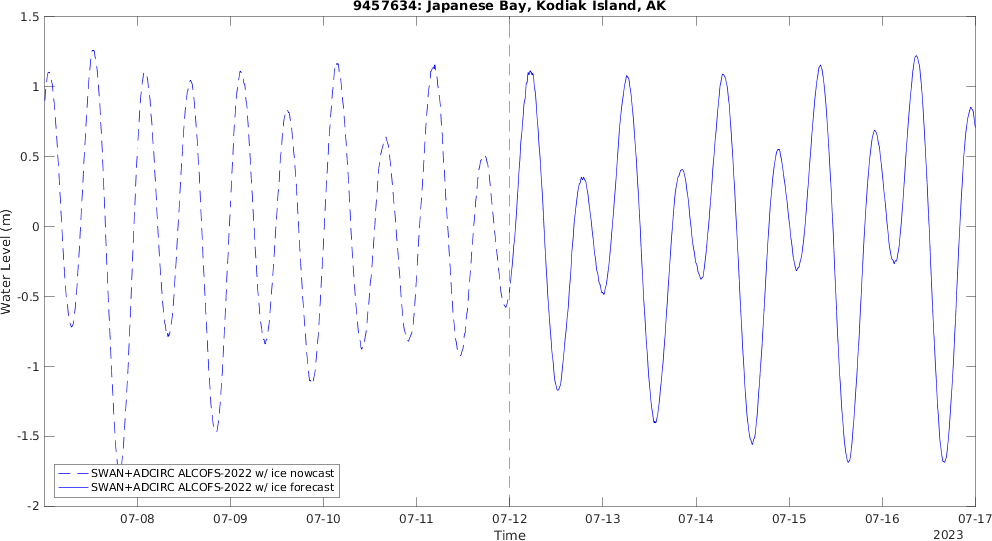 9457634: Japanese Bay, Kodiak Island, AK
1.5
1
0.5
0
-0.5
-1
-1.5
-2
Water Level (m)
SWAN+ADCIRC ALCOFS-2022 w/ ice nowcast
SWAN+ADCIRC ALCOFS-2022 w/ ice forecast
07-08 07-09 07-10 07-11 07-12 07-13 07-14 07-15 07-16 07-17
Time
2023